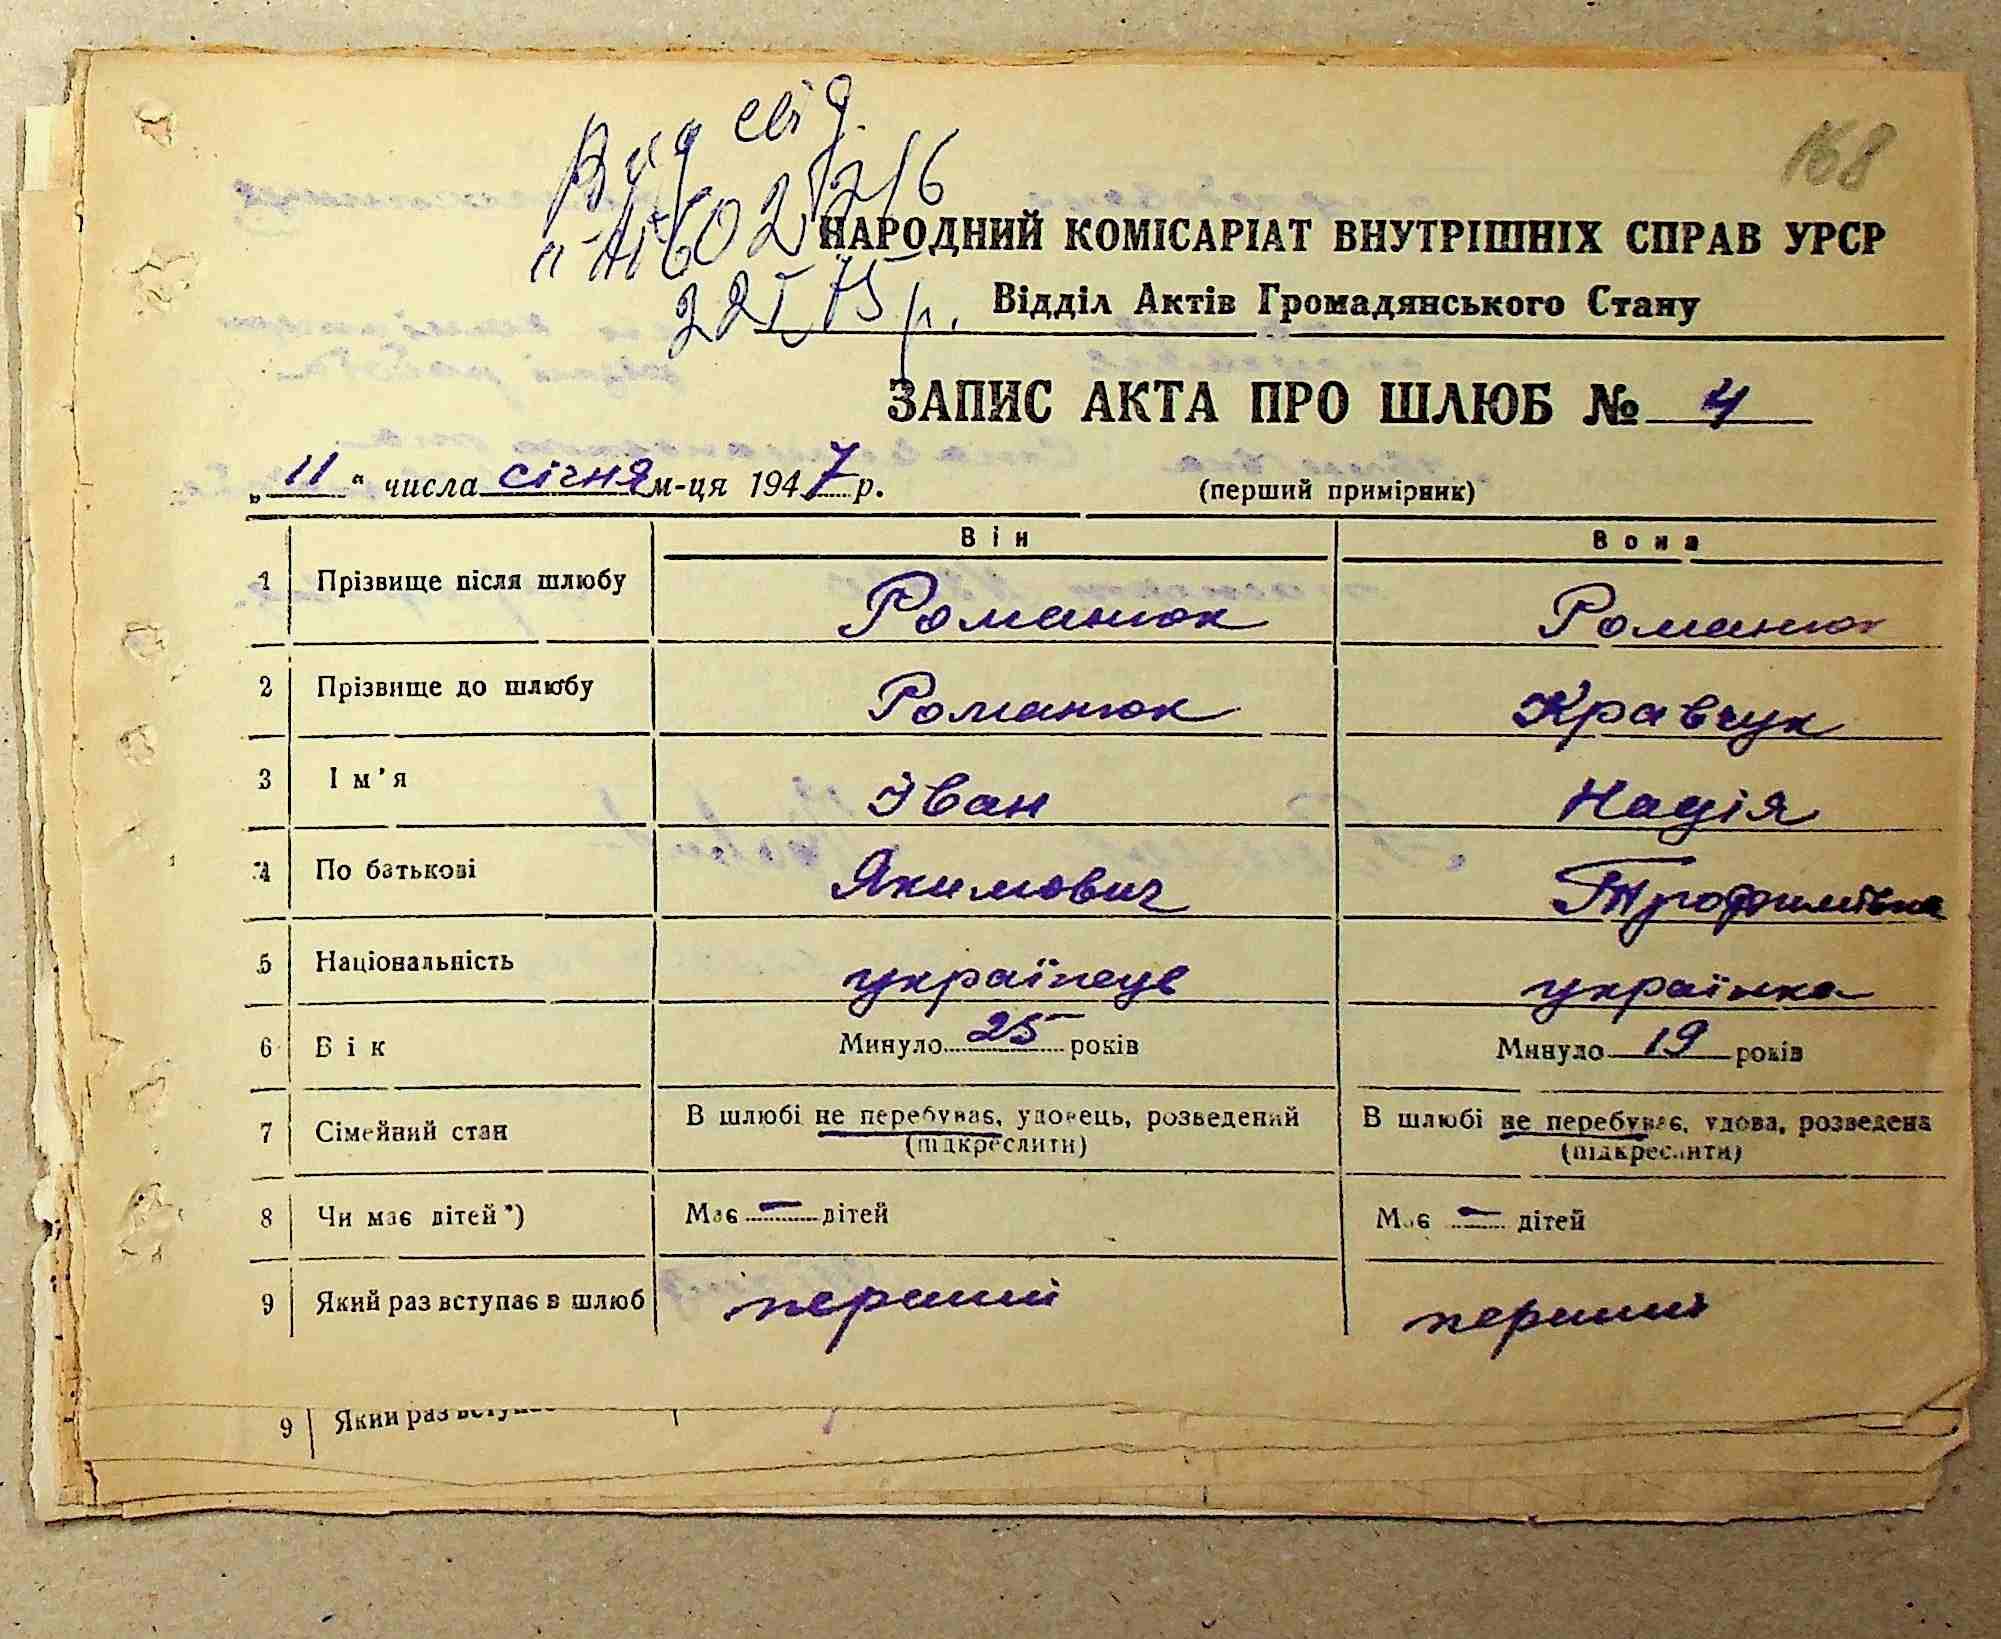 Вид свід.
22 I 75 р.
168
НАРОДНИЙ КОМІСАРІАТ ВНУТРІШНІХ СПРАВ УРСР
Відділ Актів Громадянського Стану
ЗАПИС АКТА ПРО ШЛЮБ № 4
„11“ числа січня м-ця 1947 р. (перший примірник)
Він Вона
1 Прізвище після шлюбу Романюк Романюк
2 Прізвище до шлюбу Романюк Кравчук
3 Ім'я Іван Надія
4 По батькові Якимович Трофимівна
5 Національність українець українка
6 Вік Минуло 25 років Минуло 19 років
7 Сімейний стан В шлюбі не перебуває, удовець, розведений В шлюбі не перебуває, удова, розведена
(підкреслити) (підкреслити)
8 Чи має дітей*) Має — дітей Має — дітей
9 Який раз вступає в шлюб перший перший
9 Який раз вступає